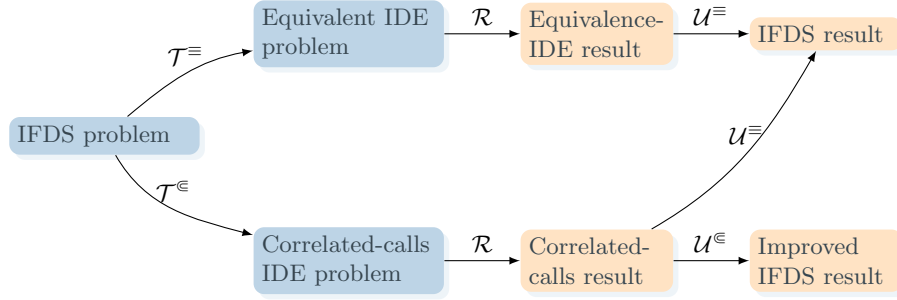 Equivalent IDE
problem
R
Equivalence-
IDE result
U≡
IFDS result
T≡
IFDS problem
U≡
T⋐
Correlated-calls
IDE problem
R
Correlated-
calls result
U⋐
Improved
IFDS result